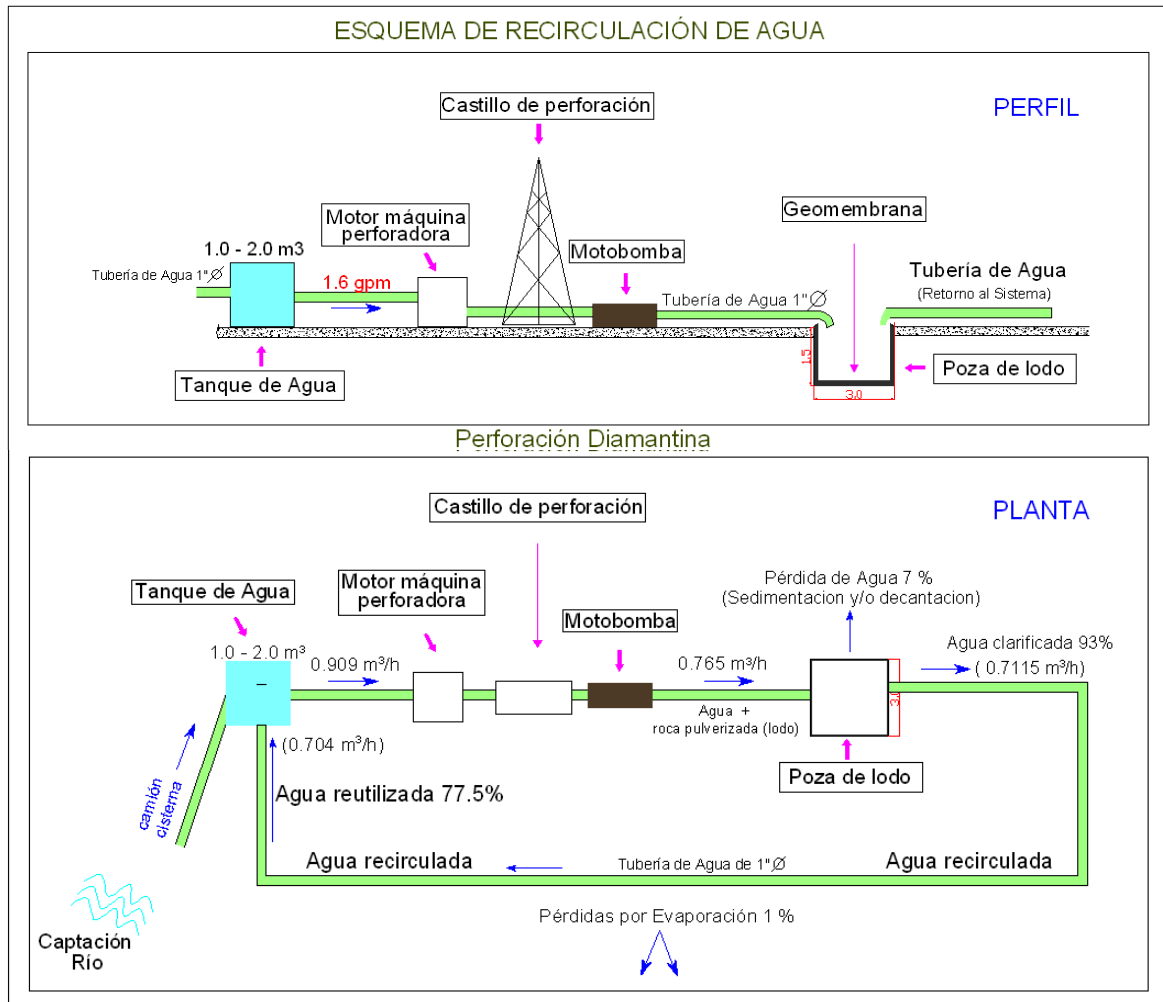 ESQUEMA DE RECIRCULACIÓN DE AGUA
PERFIL
Castillo de perforación
Motor máquina
perforadora
Geomembrana
1.0 - 2.0 m3
Motobomba
Tubería de Agua 1"Ø
1.6 gpm
Tubería de Agua 1"Ø
Tubería de Agua
(Retorno al Sistema)
1.5
3.0
Tanque de Agua
Poza de lodo
Perforación Diamantina
PLANTA
Castillo de perforación
Tanque de Agua
Motor máquina
perforadora
Motobomba
Pérdida de Agua 7 %
(Sedimentacion y/o decantacion)
1.0 - 2.0 m³
0.909 m³/h
0.765 m³/h
Agua clarificada 93%
( 0.7115 m³/h)
3.0
Agua +
roca pulverizada (lodo)
(0.704 m³/h)
Poza de lodo
camión
cisterna
Agua reutilizada 77.5%
Agua recirculada
Tubería de Agua de 1"Ø
Agua recirculada
Pérdidas por Evaporación 1 %
Captación
Río